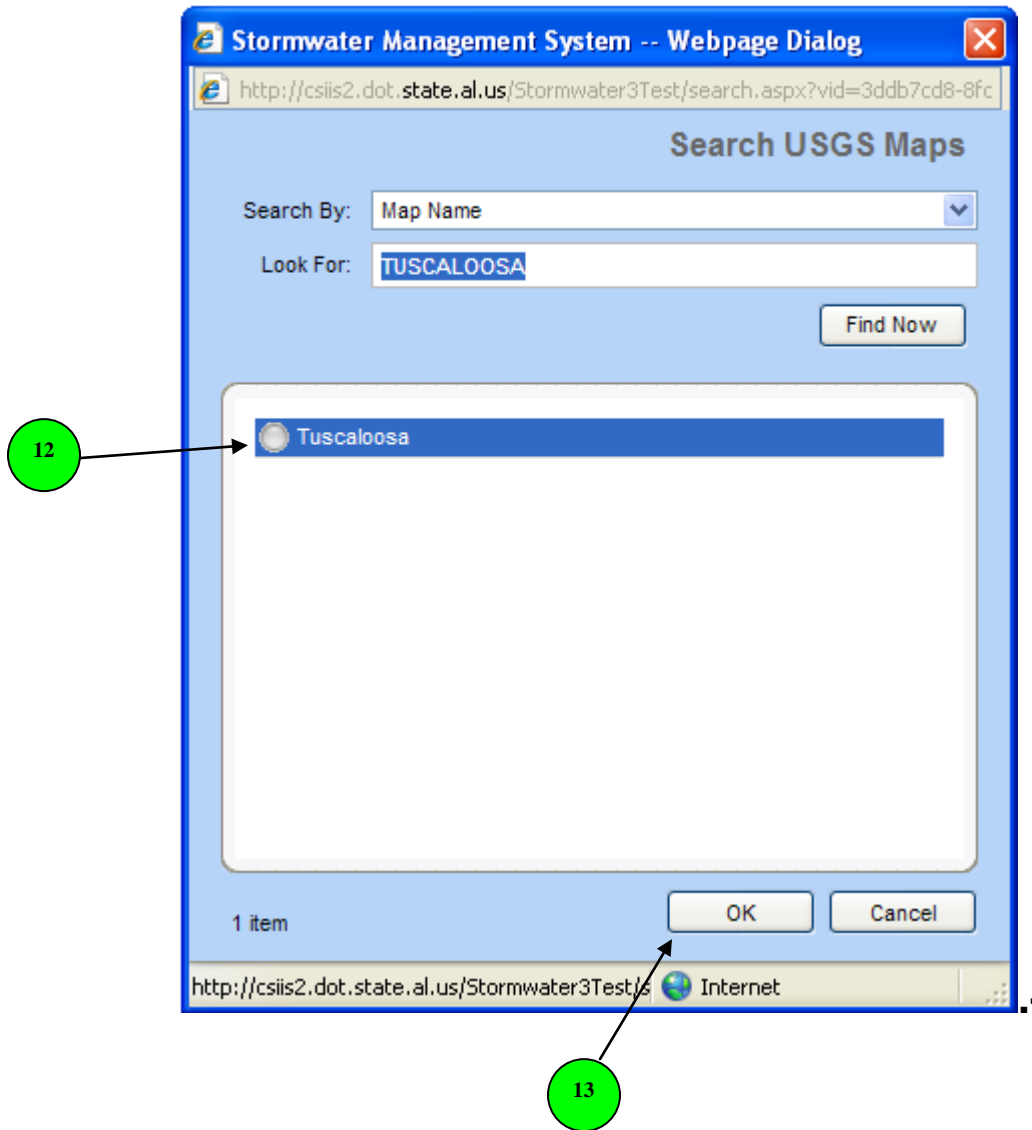 Stormwater Management System -- Webpage Dialog
http://csiis2.dot.state.al.us/Stormwater3Test/search.aspx?vid=3ddb7cd8-8fc
Search USGS Maps
Search By: Map Name
Look For: TUSCALOOSA
Find Now
12
Tuscaloosa
1 item
OK
Cancel
http://csiis2.dot.state.al.us/Stormwater3Test/s
Internet
13